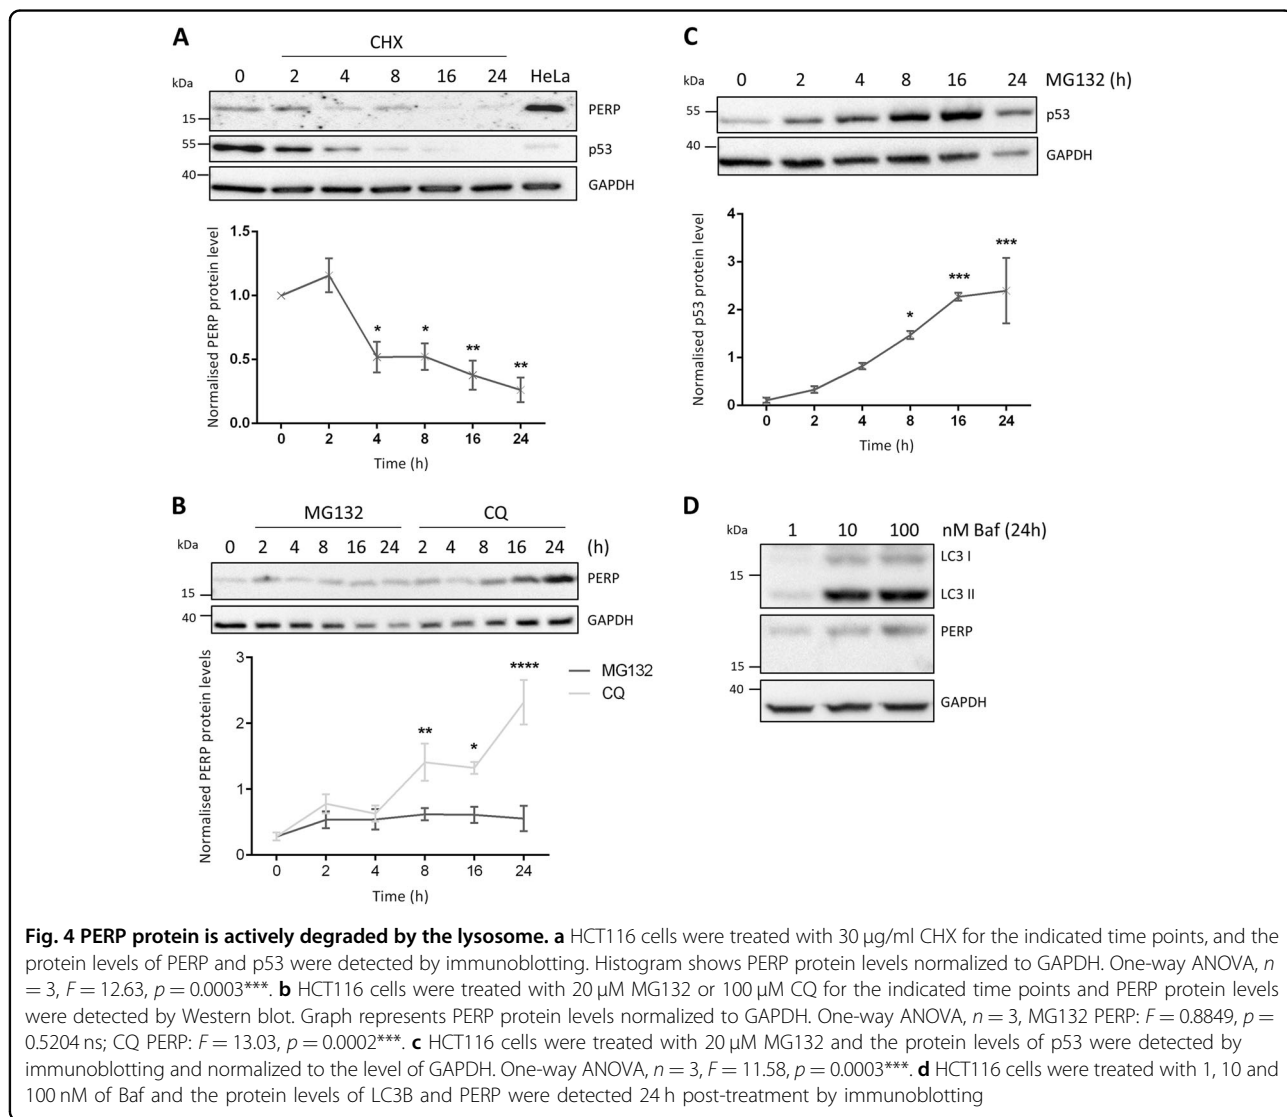 A
CHX
kDa
0 2 4 8 16 24 HeLa
PERP
15
55
p53
40
GAPDH
1.5
1.0
0.5
0.0
Normalised PERP protein level
* * ** **
0 2 4 8 16 24
Time (h)
B
MG132 CQ
kDa
0 2 4 8 16 24 2 4 8 16 24 (h)
PERP
15
40
GAPDH
3
2
1
0
Normalised PERP protein levels
MG132
CQ
** * ****
0 2 4 8 16 24
Time (h)
C
kDa
0 2 4 8 16 24 MG132 (h)
55
p53
40
GAPDH
4
3
2
1
0
Normalised p53 protein level
* *** ***
0 2 4 8 16 24
Time (h)
D
kDa
1 10 100 nM Baf (24h)
LC3 I
15
LC3 II
PERP
15
40
GAPDH
Fig. 4 PERP protein is actively degraded by the lysosome. a HCT116 cells were treated with 30 µg/ml CHX for the indicated time points, and the
protein levels of PERP and p53 were detected by immunoblotting. Histogram shows PERP protein levels normalized to GAPDH. One-way ANOVA, n
= 3, F = 12.63, p = 0.0003***. b HCT116 cells were treated with 20 µM MG132 or 100 µM CQ for the indicated time points and PERP protein levels
were detected by Western blot. Graph represents PERP protein levels normalized to GAPDH. One-way ANOVA, n = 3, MG132 PERP: F = 0.8849, p =
0.5204 ns; CQ PERP: F = 13.03, p = 0.0002***. c HCT116 cells were treated with 20 µM MG132 and the protein levels of p53 were detected by
immunoblotting and normalized to the level of GAPDH. One-way ANOVA, n = 3, F = 11.58, p = 0.0003***. d HCT116 cells were treated with 1, 10 and
100 nM of Baf and the protein levels of LC3B and PERP were detected 24 h post-treatment by immunoblotting